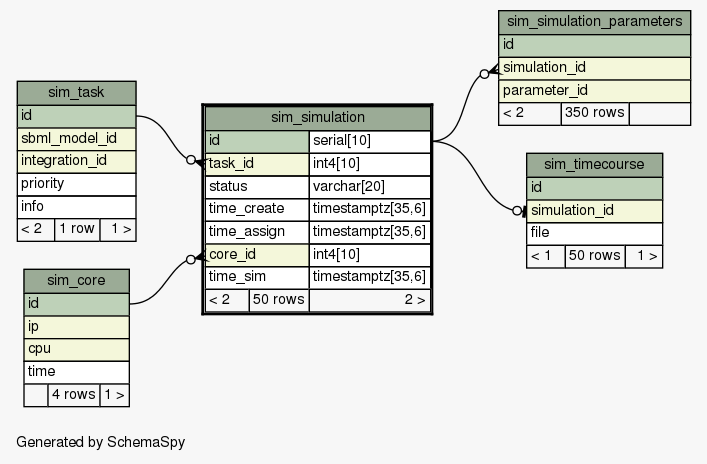 sim_simulation_parameters
id
simulation_id
parameter_id
< 2 350 rows
sim_task
id
sbml_model_id
integration_id
priority
info
< 2 1 row 1 >
sim_simulation
id serial[10]
task_id int4[10]
status varchar[20]
time_create timestamptz[35,6]
time_assign timestamptz[35,6]
core_id int4[10]
time_sim timestamptz[35,6]
< 2 50 rows 2 >
sim_timecourse
id
simulation_id
file
< 1 50 rows 1 >
sim_core
id
ip
cpu
time
4 rows 1 >
Generated by SchemaSpy